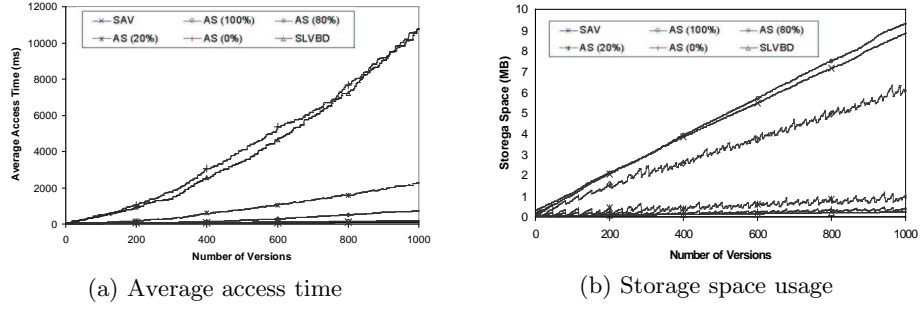 12000
10000
8000
6000
4000
2000
0
Average Access Time (ms)
SAV AS (100%) AS (80%)
AS (20%) AS (0%) SLVBD
0 200 400 600 800 1000
Number of Versions
(a) Average access time
10
9
8
7
6
5
4
3
2
1
0
Storega Space (MB)
SAV AS (100%) AS (80%)
AS (20%) AS (0%) SLVBD
0 200 400 600 800 1000
Number of Versions
(b) Storage space usage